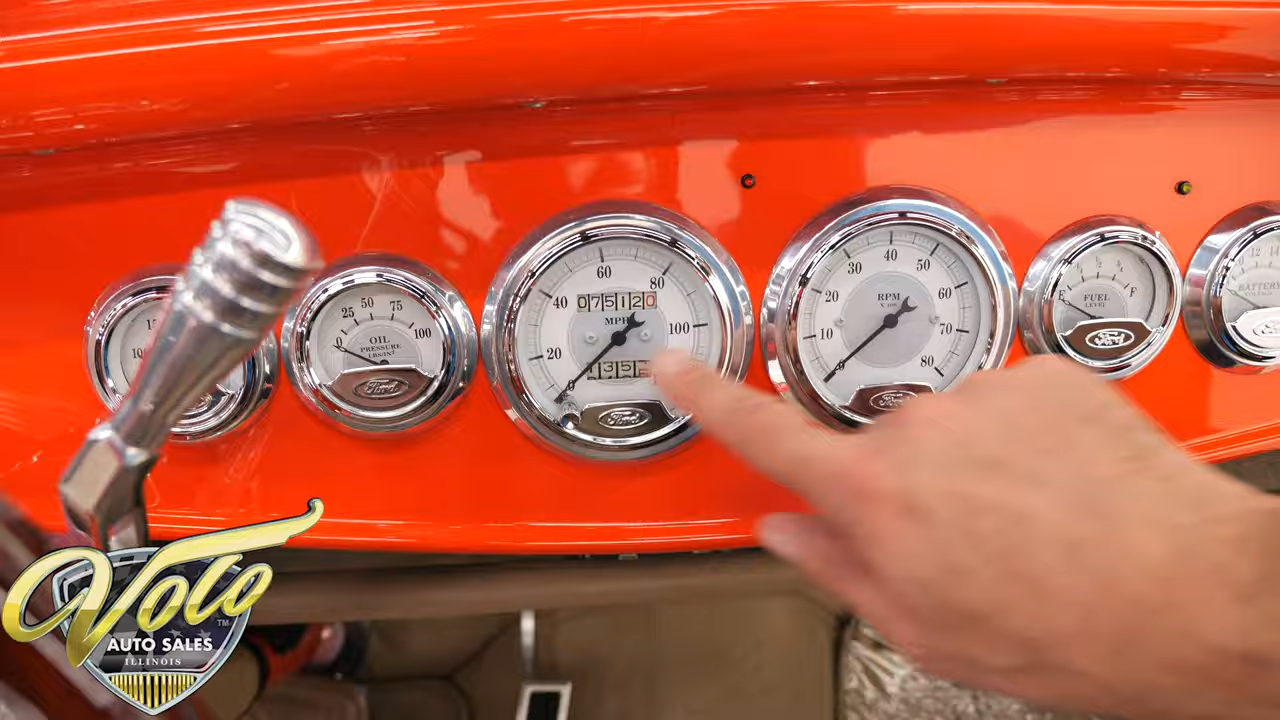 25 50 75
0 100
OIL
PRESSURE
LBS/IN²
Ford
60
40 80
075120
MPH
20 100
0
Ford
40
30 50
20 60
RPM
10 70
0 80
Ford
E F
FUEL
LEVEL
Ford
BATTERY
Volo
TM
AUTO SALES
ILLINOIS